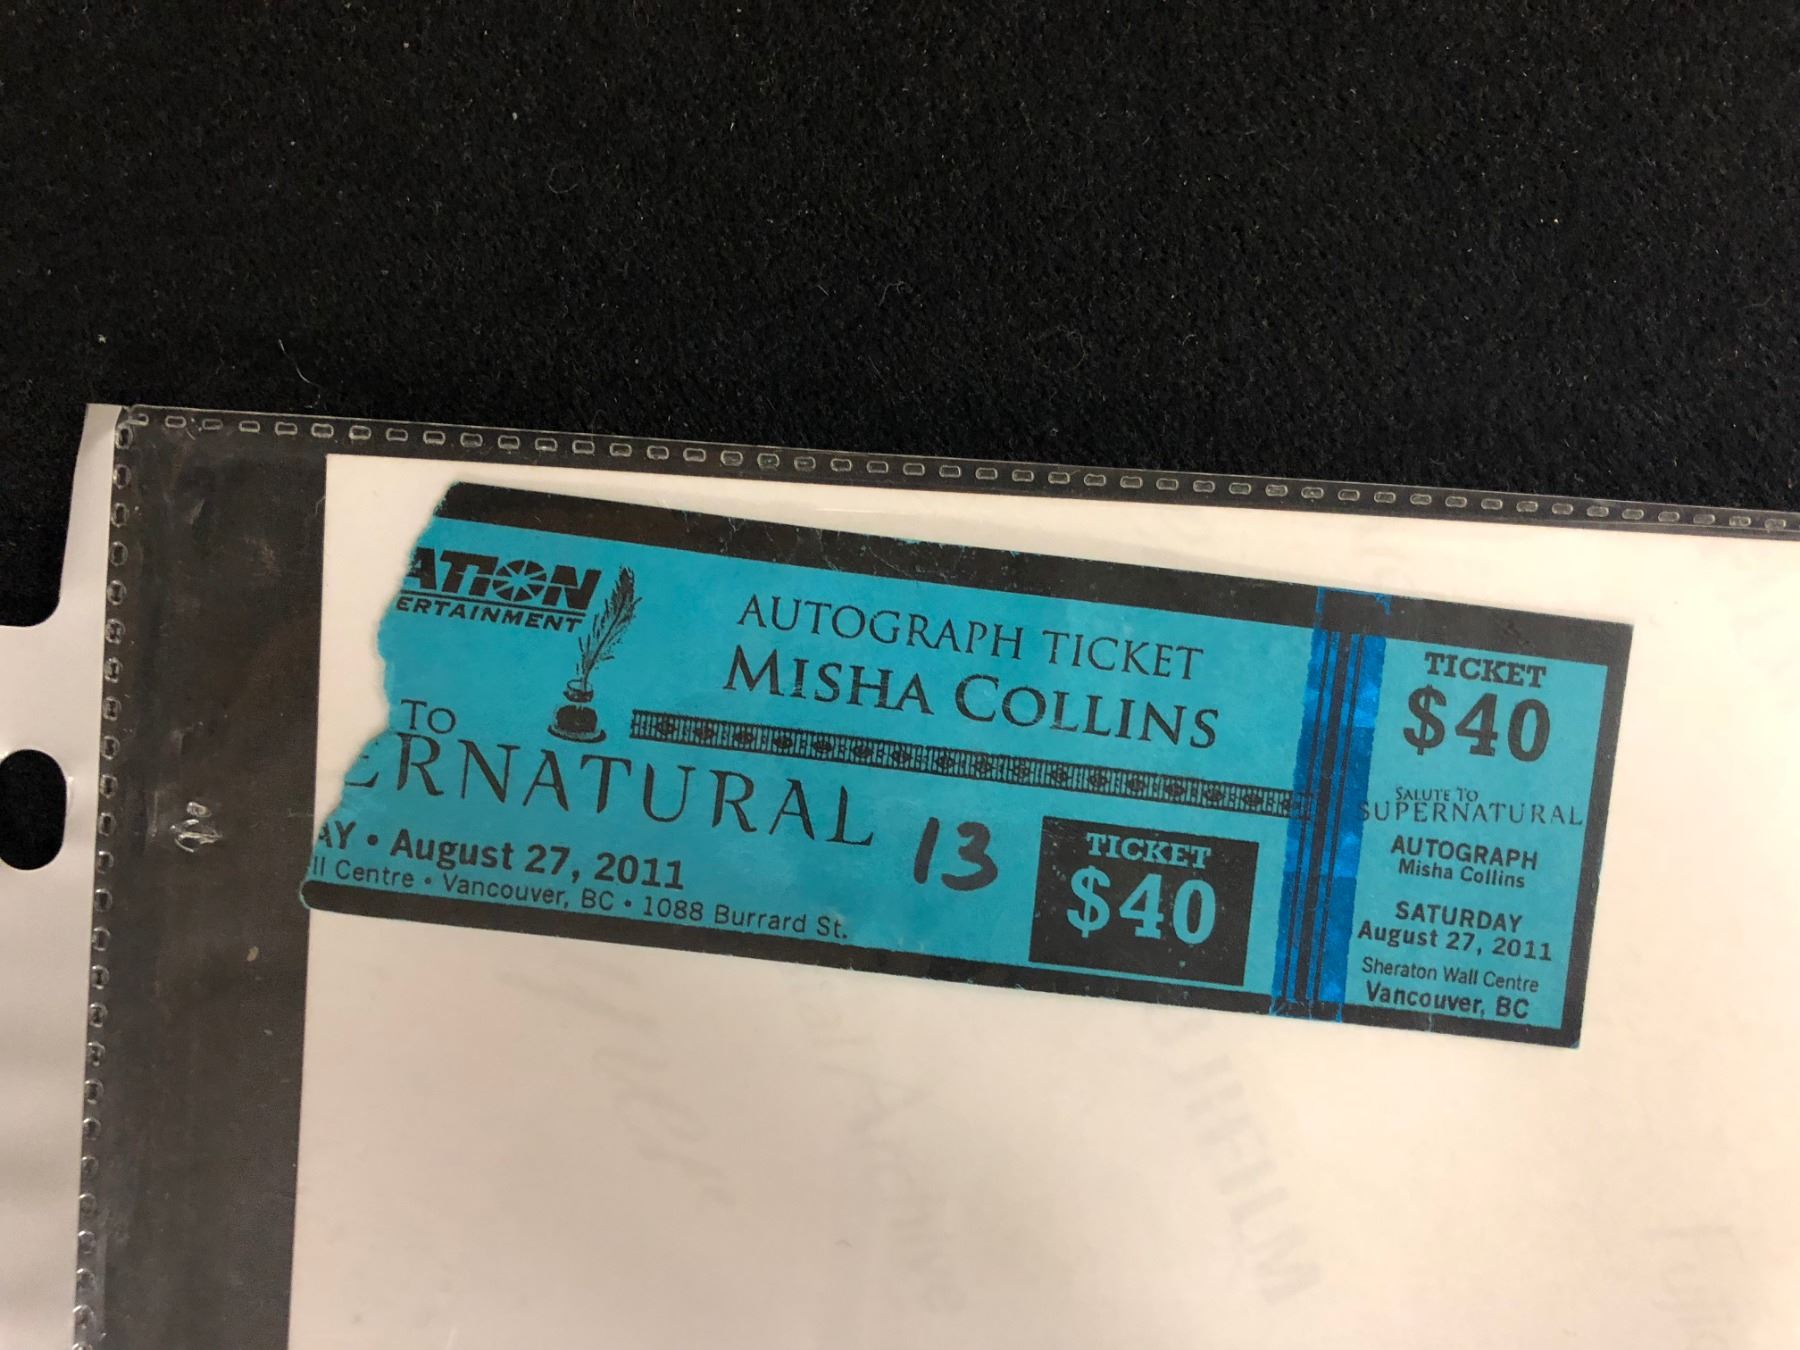 ATION
ERTAINMENT
TO
ERNATURAL
AY • August 27, 2011
ll Centre • Vancouver, BC • 1088 Burrard St.
AUTOGRAPH TICKET
MISHA COLLINS
13
TICKET
$40
TICKET
$40
SALUTE TO
SUPERNATURAL
AUTOGRAPH
Misha Collins
SATURDAY
August 27, 2011
Sheraton Wall Centre
Vancouver, BC